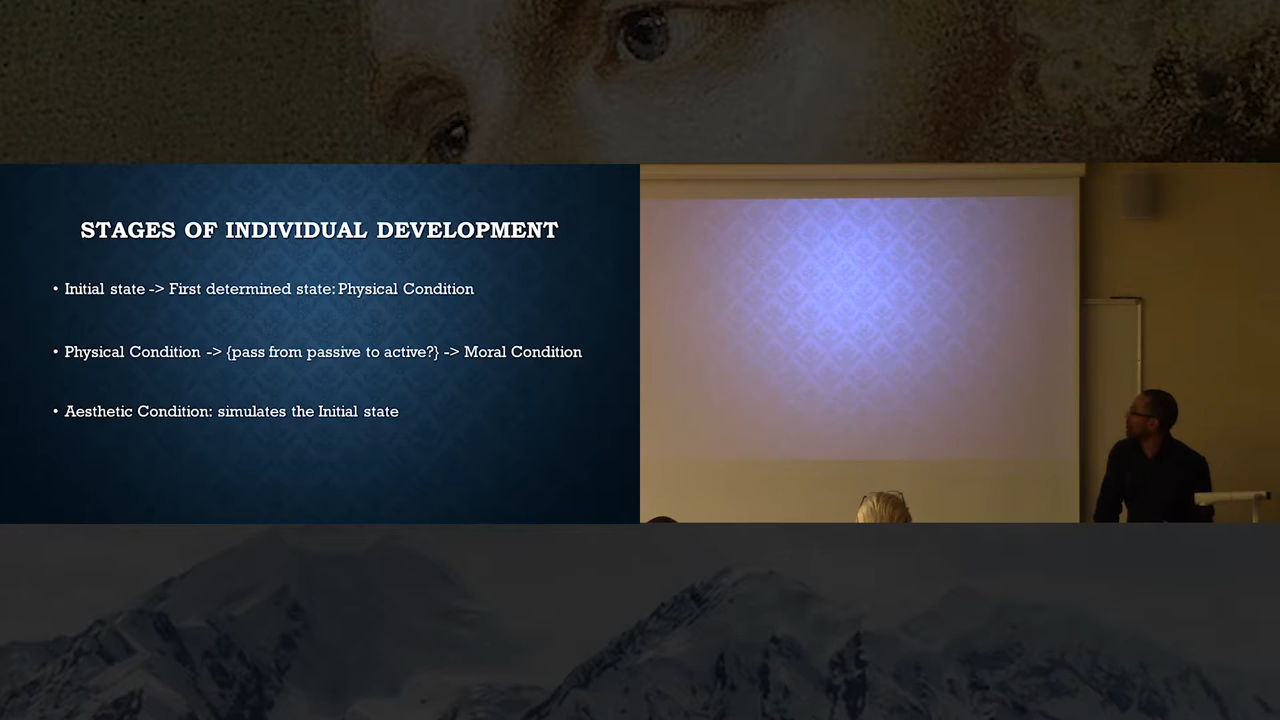 STAGES OF INDIVIDUAL DEVELOPMENT
• Initial state -> First determined state: Physical Condition
• Physical Condition -> {pass from passive to active?} -> Moral Condition
• Aesthetic Condition: simulates the Initial state